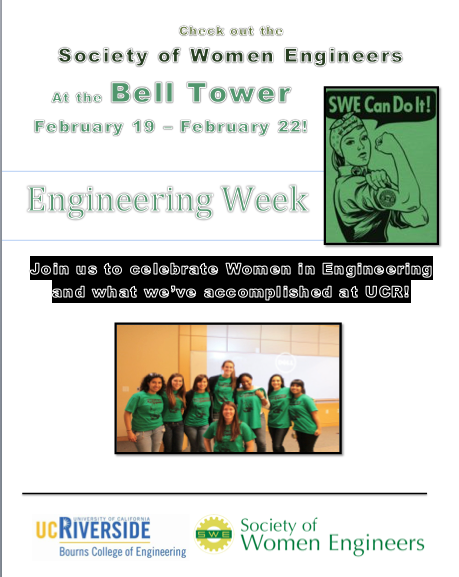 Check out the
Society of Women Engineers
At the Bell Tower
February 19 – February 22!
SWE Can Do It!
Engineering Week
Join us to celebrate Women in Engineering
and what we've accomplished at UCR!
UNIVERSITY OF CALIFORNIA
UCRIVERSIDE
Bourns College of Engineering
SWE
Society of
Women Engineers